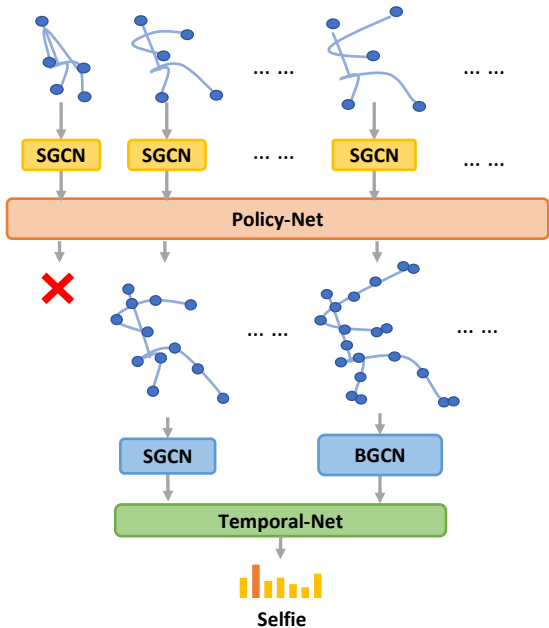 ... ... ... ...
SGCN SGCN ... ... SGCN ... ...
Policy-Net
... ... ... ...
SGCN BGCN
Temporal-Net
Selfie